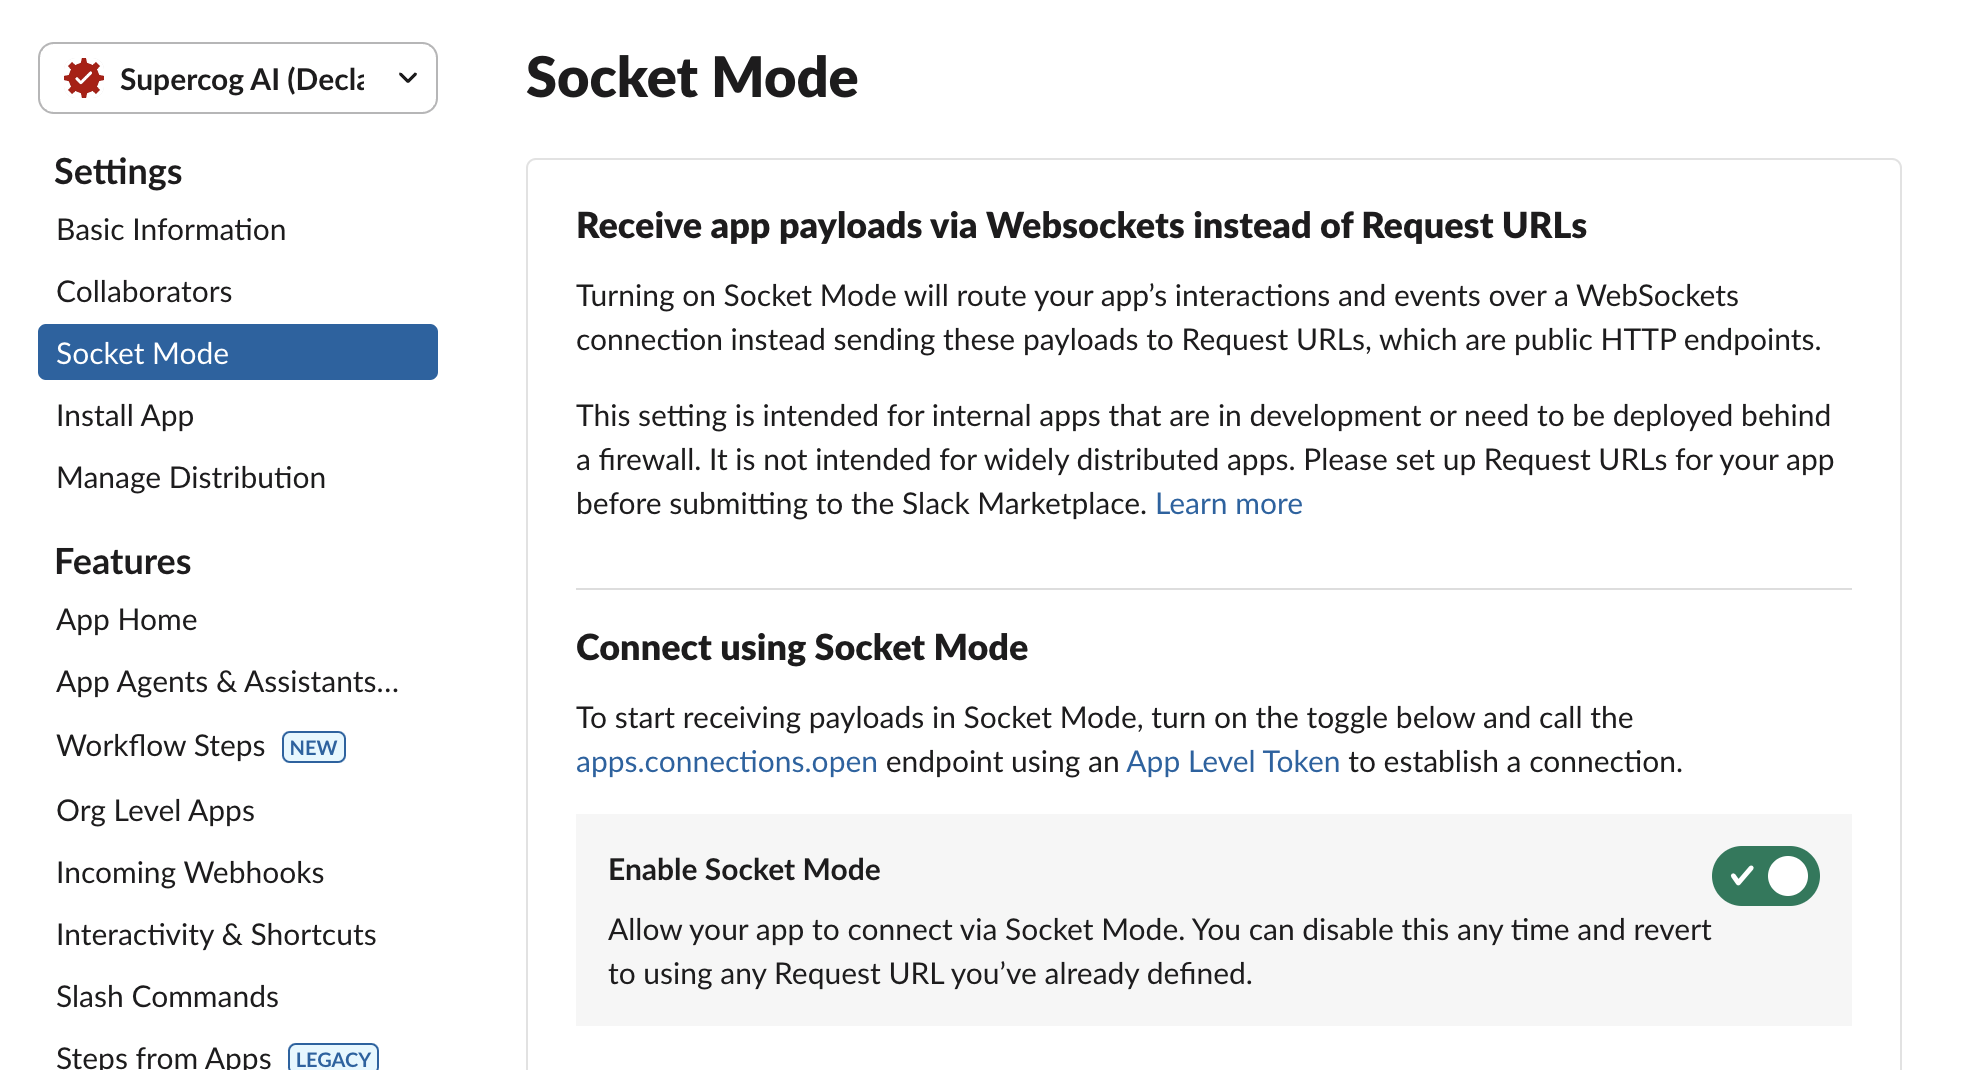 Supercog AI (Decla
Settings
Basic Information
Collaborators
Socket Mode
Install App
Manage Distribution
Features
App Home
App Agents & Assistants...
Workflow Steps NEW
Org Level Apps
Incoming Webhooks
Interactivity & Shortcuts
Slash Commands
Steps from Apps LEGACY
Socket Mode
Receive app payloads via Websockets instead of Request URLs
Turning on Socket Mode will route your app’s interactions and events over a WebSockets
connection instead sending these payloads to Request URLs, which are public HTTP endpoints.
This setting is intended for internal apps that are in development or need to be deployed behind
a firewall. It is not intended for widely distributed apps. Please set up Request URLs for your app
before submitting to the Slack Marketplace. Learn more
Connect using Socket Mode
To start receiving payloads in Socket Mode, turn on the toggle below and call the
apps.connections.open endpoint using an App Level Token to establish a connection.
Enable Socket Mode
Allow your app to connect via Socket Mode. You can disable this any time and revert
to using any Request URL you’ve already defined.